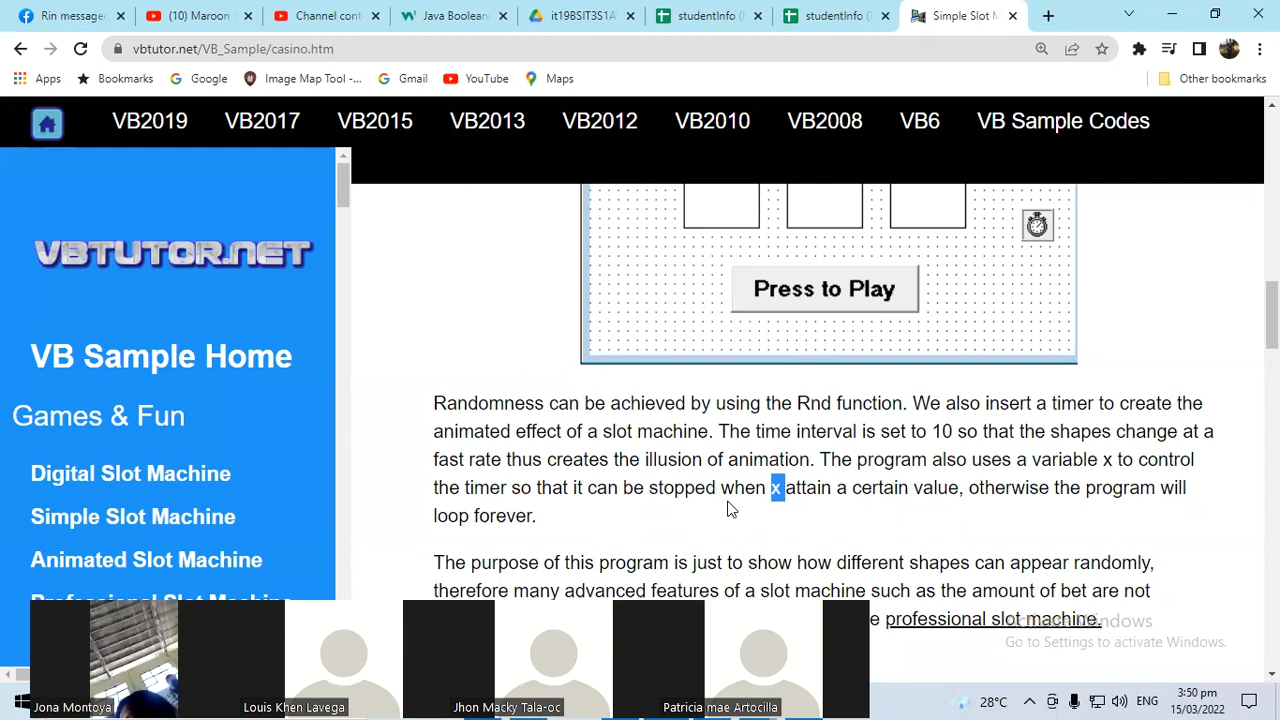 Rin messenger
(10) Maroon 5
Channel cont
Java Booleans
it19BSIT3S1A
studentInfo
studentInfo
Simple Slot M
vbtutor.net/VB_Sample/casino.htm
Apps Bookmarks Google Image Map Tool -... Gmail YouTube Maps Other bookmarks
VB2019 VB2017 VB2015 VB2013 VB2012 VB2010 VB2008 VB6 VB Sample Codes
VBTUTOR.NET
VB Sample Home
Games & Fun
Digital Slot Machine
Simple Slot Machine
Animated Slot Machine
Professional Slot Machine
Press to Play
Randomness can be achieved by using the Rnd function. We also insert a timer to create the
animated effect of a slot machine. The time interval is set to 10 so that the shapes change at a
fast rate thus creates the illusion of animation. The program also uses a variable x to control
the timer so that it can be stopped when x attain a certain value, otherwise the program will
loop forever.
The purpose of this program is just to show how different shapes can appear randomly,
therefore many advanced features of a slot machine such as the amount of bet are not
e professional slot machine.
Activate Windows
Go to Settings to activate Windows.
Jona Montoya
Louis Khen Lavega
Jhon Macky Tala-oc
Patricia mae Artocilla
28°C
ENG
3:50 pm
15/03/2022